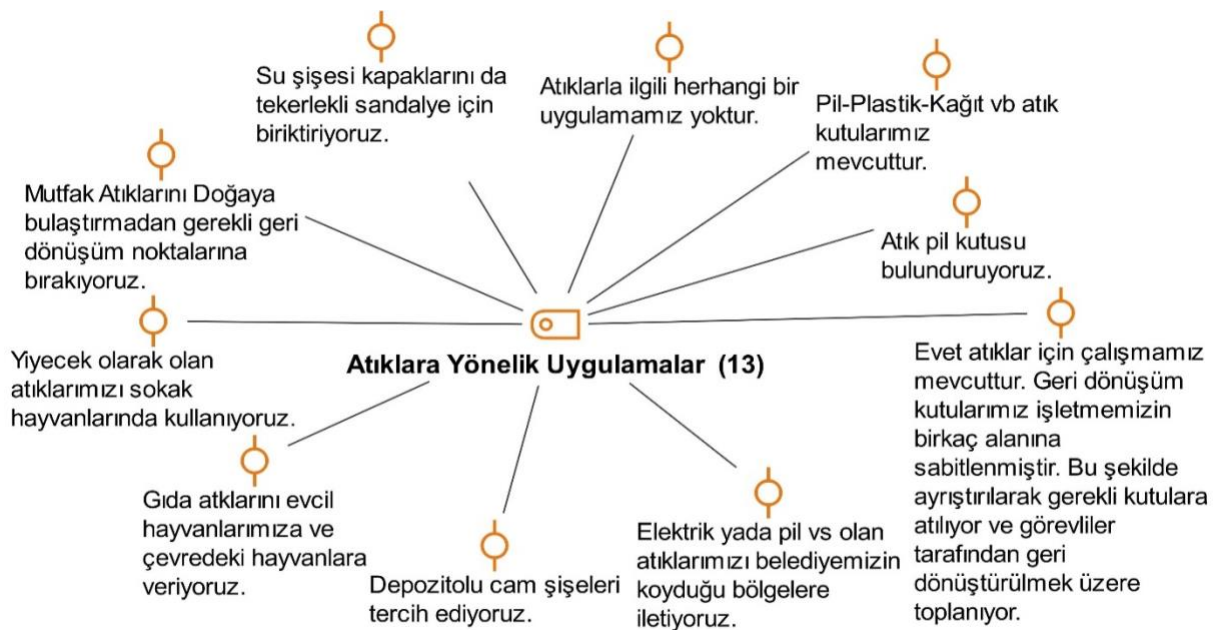 Su şişesi kapaklarını da
tekerlekli sandalye için
biriktiriyoruz.
Atıklarla ilgili herhangi bir
uygulamamız yoktur.
Pil-Plastik-Kağıt vb atık
kutularımız
mevcuttur.
Mutfak Atıklarını Doğaya
bulaştırmadan gerekli geri
dönüşüm noktalarına
bırakıyoruz.
Atık pil kutusu
bulunduruyoruz.
Atıklara Yönelik Uygulamalar (13)
Yiyecek olarak olan
atıklarımızı sokak
hayvanlarında kullanıyoruz.
Evet atıklar için çalışmamız
mevcuttur. Geri dönüşüm
kutularımız işletmemizin
birkaç alanına
sabitlenmiştir. Bu şekilde
ayrıştırılarak gerekli kutulara
atılıyor ve görevliler
tarafından geri
dönüştürülmek üzere
toplanıyor.
Gıda atklarını evcil
hayvanlarımıza ve
çevredeki hayvanlara
veriyoruz.
Depozitolu cam şişeleri
tercih ediyoruz.
Elektrik yada pil vs olan
atıklarımızı belediyemizin
koyduğu bölgelere
iletiyoruz.